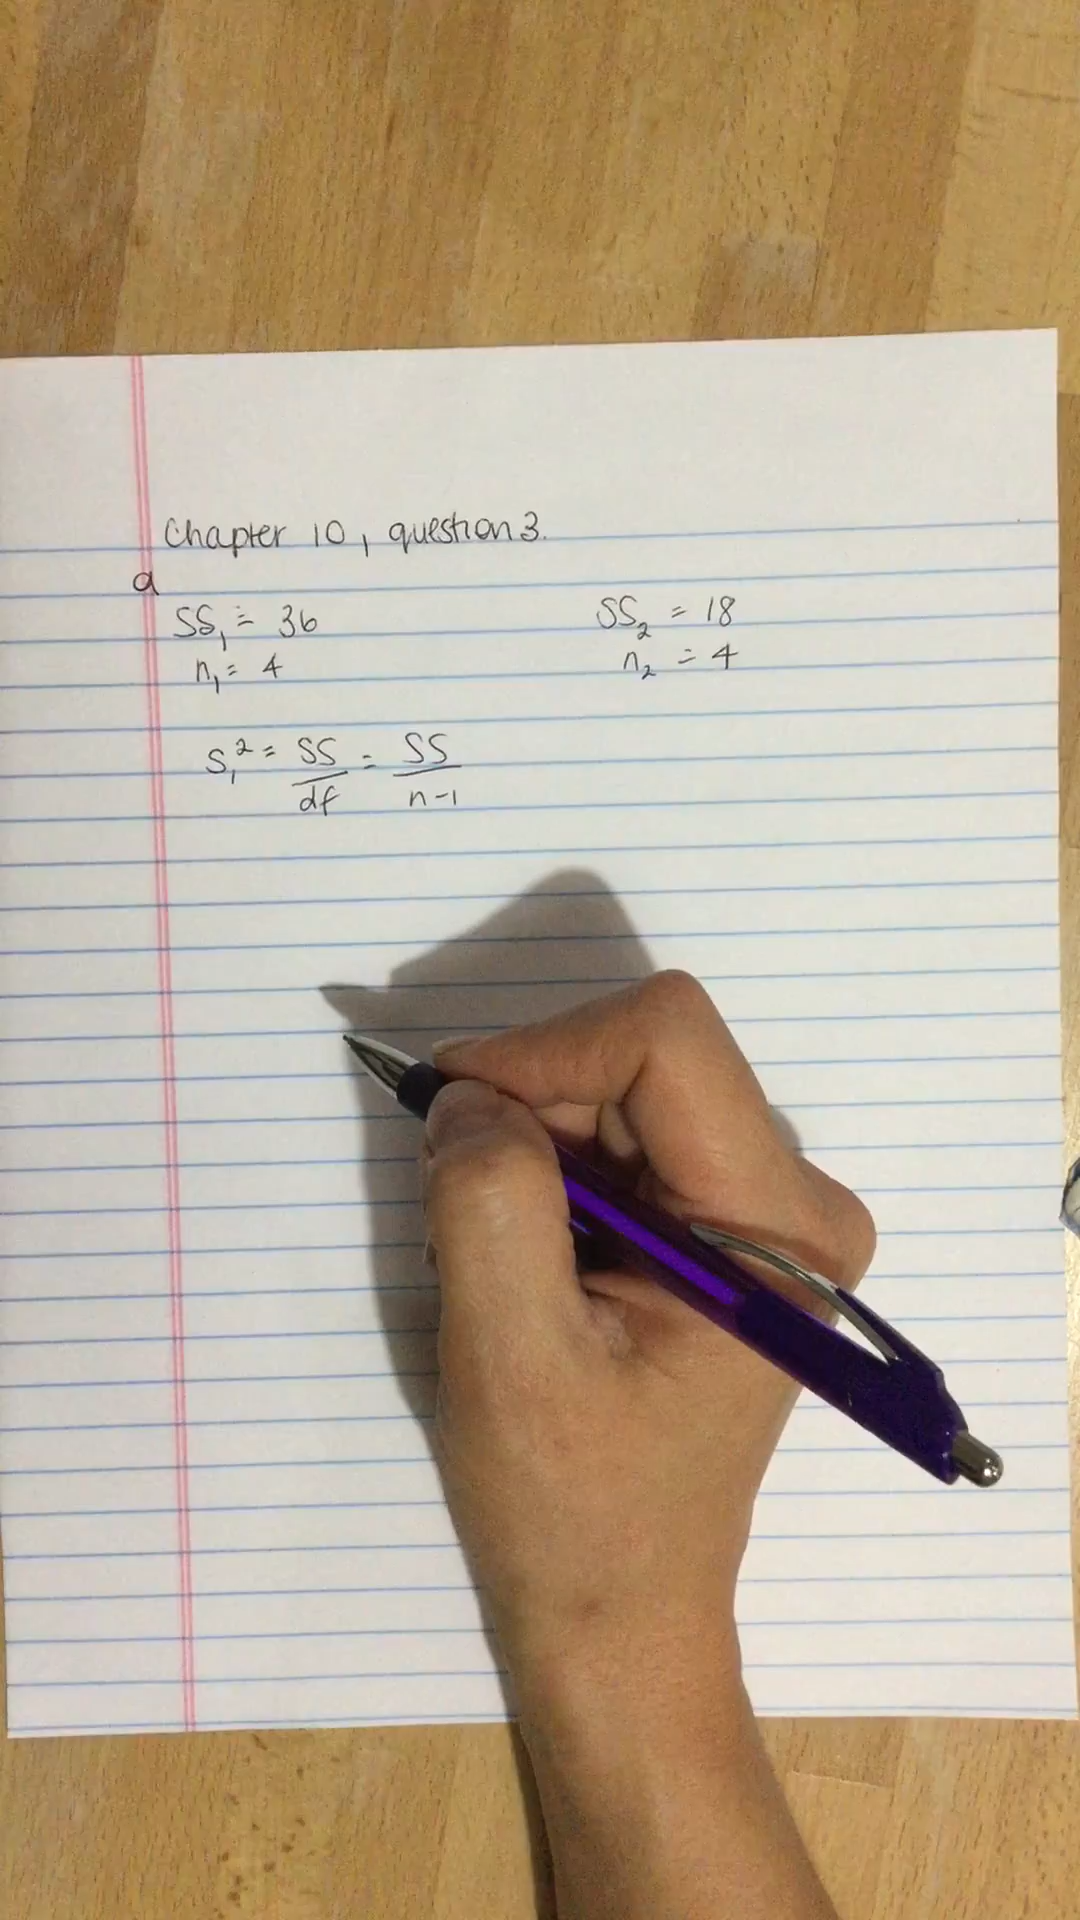 Chapter 10, question 3.
a
SS₁ = 36 SS₂ = 18
n₁ = 4 n₂ = 4
S₁² = SS/df = SS/n-1